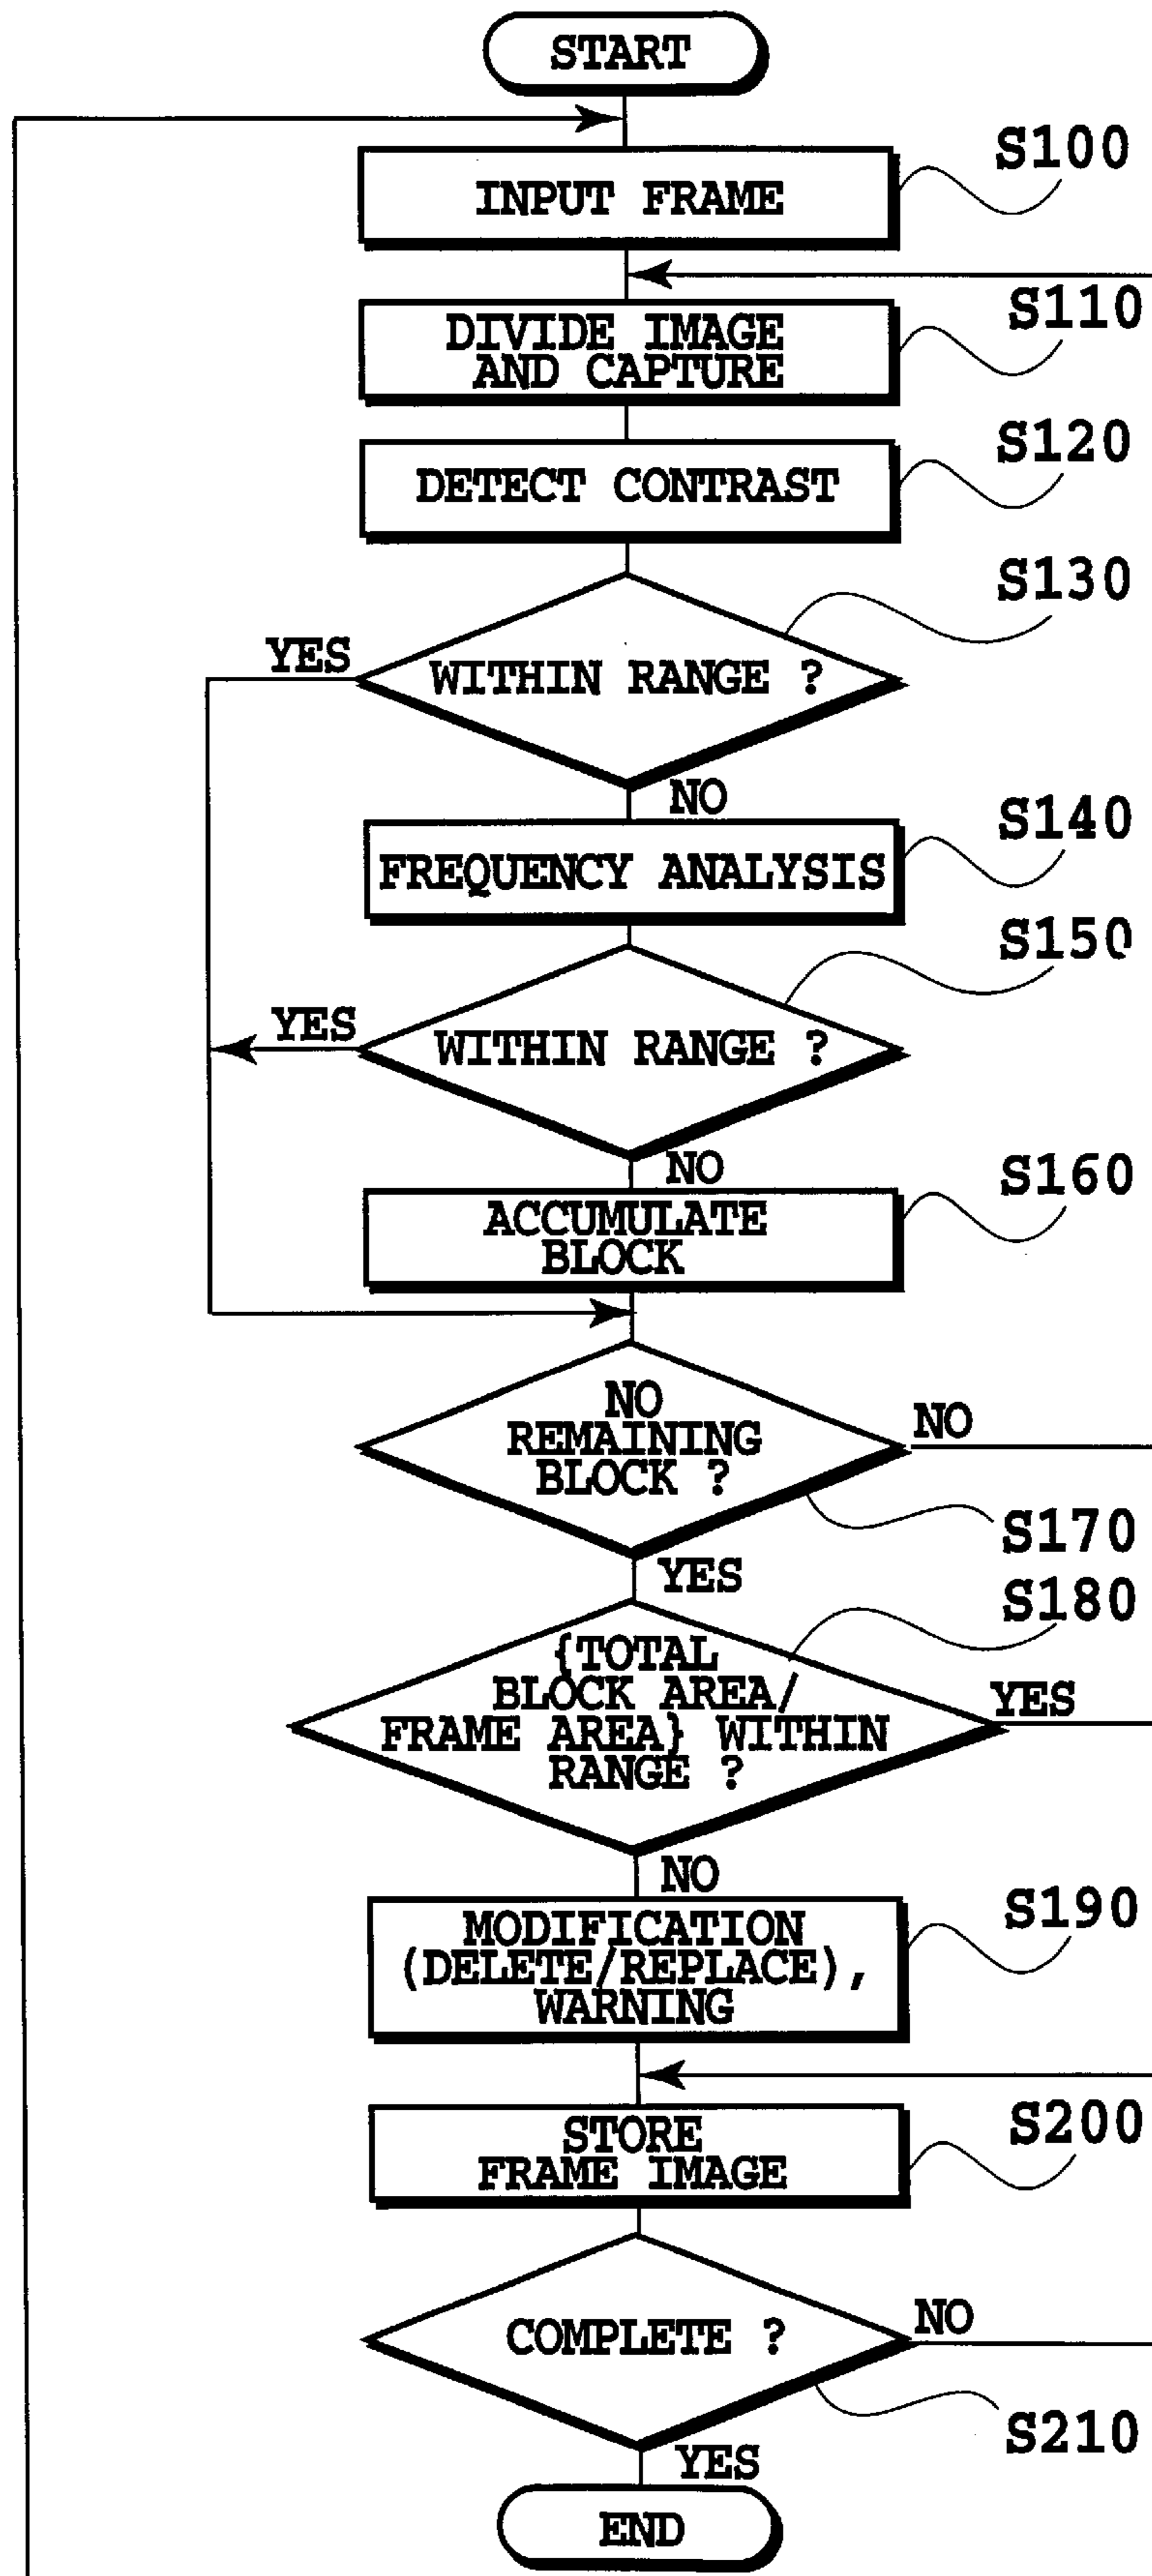 START
S100
INPUT FRAME
S110
DIVIDE IMAGE
AND CAPTURE
S120
DETECT CONTRAST
S130
YES
WITHIN RANGE ?
NO
S140
FREQUENCY ANALYSIS
S150
YES
WITHIN RANGE ?
NO
S160
ACCUMULATE
BLOCK
NO
REMAINING
BLOCK ?
NO
S170
YES
S180
{TOTAL
BLOCK AREA/
FRAME AREA} WITHIN
RANGE ?
YES
NO
S190
MODIFICATION
(DELETE/REPLACE),
WARNING
S200
STORE
FRAME IMAGE
COMPLETE ?
NO
S210
YES
END